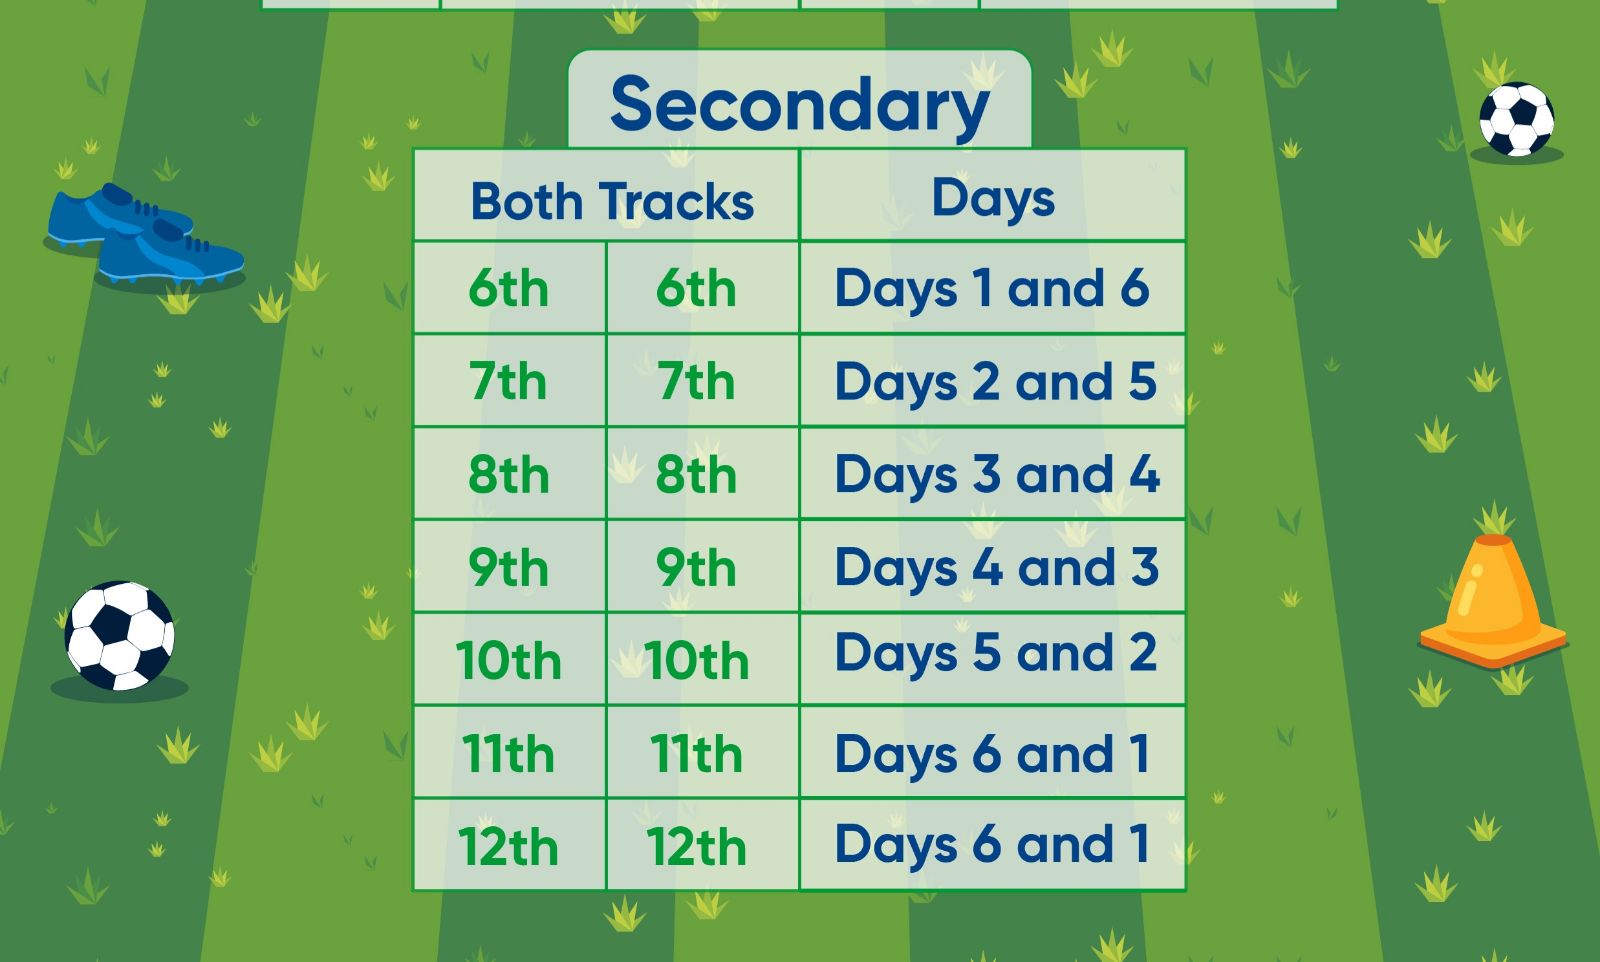 Secondary
Both Tracks Days
6th 6th Days 1 and 6
7th 7th Days 2 and 5
8th 8th Days 3 and 4
9th 9th Days 4 and 3
10th 10th Days 5 and 2
11th 11th Days 6 and 1
12th 12th Days 6 and 1